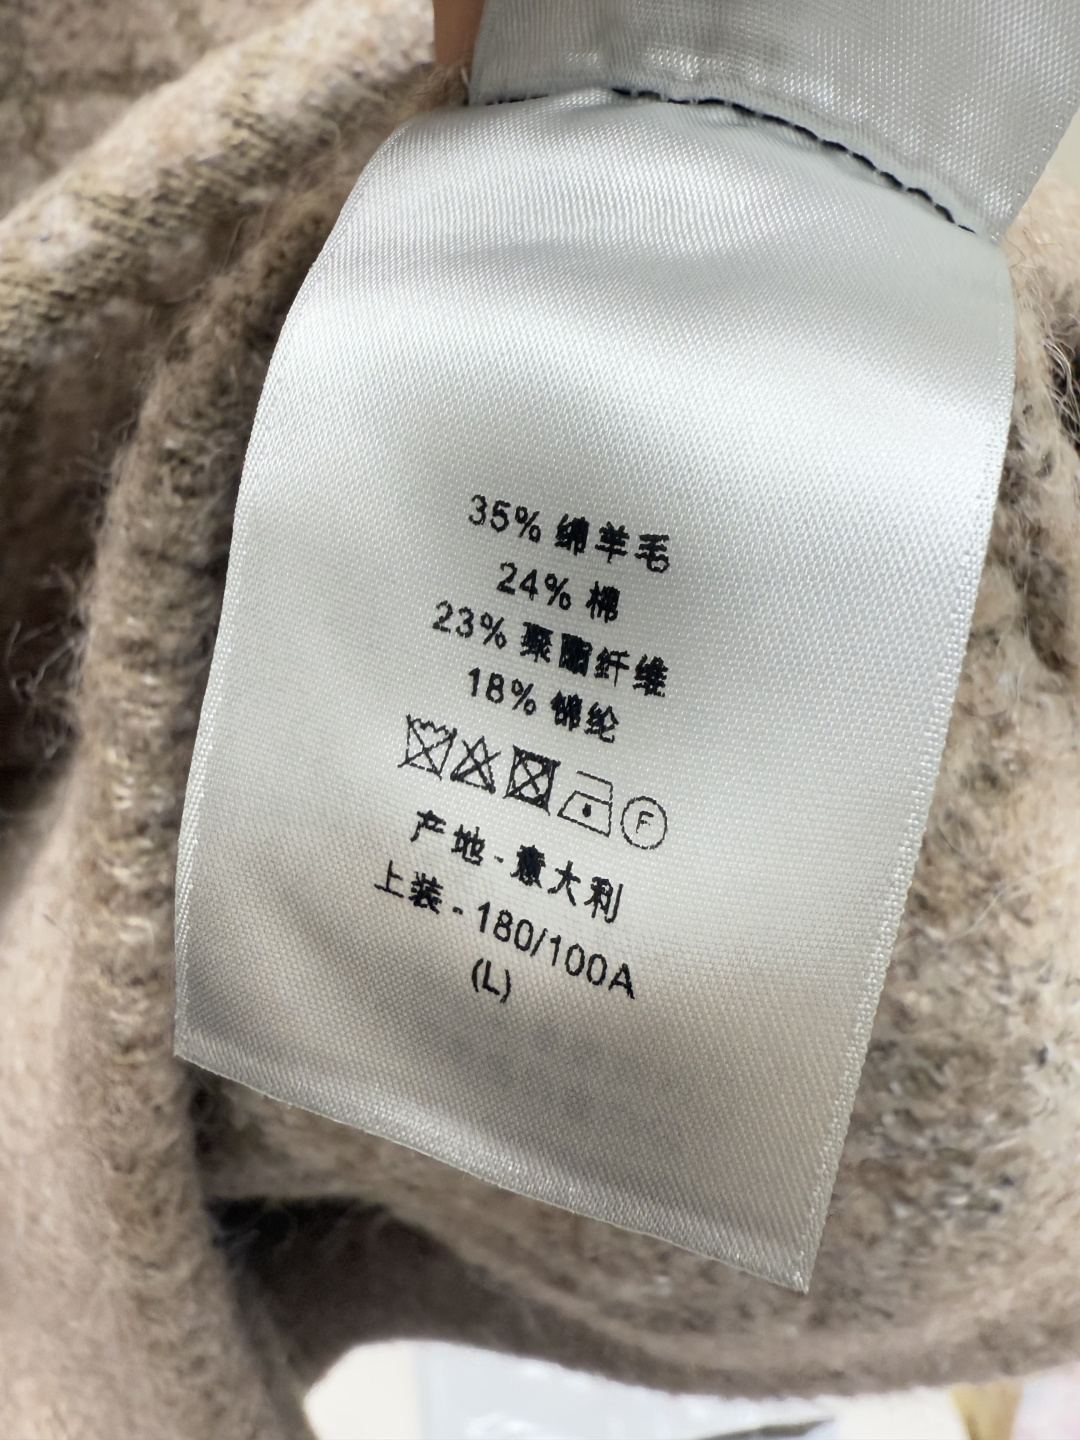 35% 绵羊毛
24% 棉
23% 聚酯纤维
18% 锦纶
F
产地 - 意大利
上装 - 180/100A
(L)